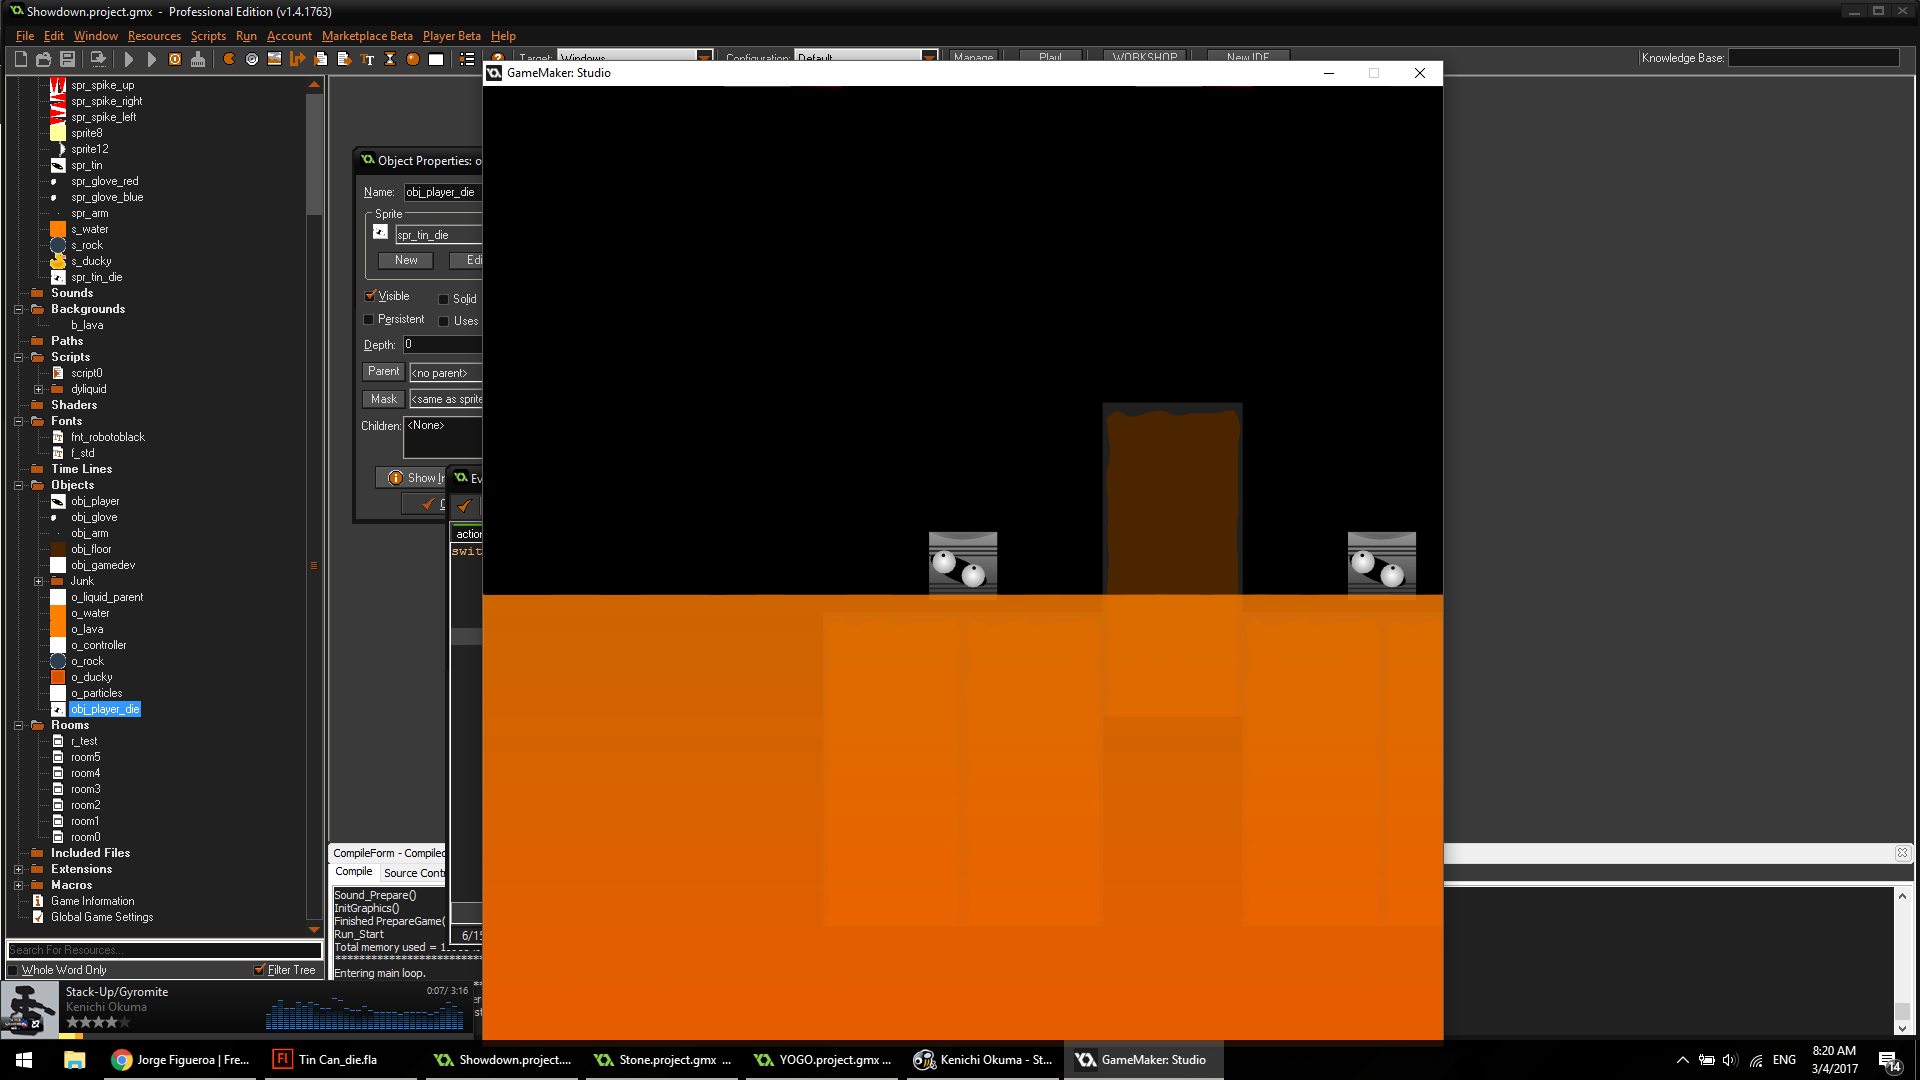 Showdown.project.gmx - Professional Edition (v1.4.1763)
File Edit Window Resources Scripts Run Account Marketplace Beta Player Beta Help
Target: Windows Configuration: Default Manage Play! WORKSHOP New IDE Knowledge Base:
GameMaker: Studio
spr_spike_up
spr_spike_right
spr_spike_left
sprite8
sprite12
spr_tin
spr_glove_red
spr_glove_blue
spr_arm
s_water
s_rock
s_ducky
spr_tin_die
Sounds
Backgrounds
b_lava
Paths
Scripts
script0
dyliquid
Shaders
Fonts
fnt_robotoblack
f_std
Time Lines
Objects
obj_player
obj_glove
obj_arm
obj_floor
obj_gamedev
Junk
o_liquid_parent
o_water
o_lava
o_controller
o_rock
o_ducky
o_particles
obj_player_die
Rooms
r_test
room5
room4
room3
room2
room1
room0
Included Files
Extensions
Macros
Game Information
Global Game Settings
Search For Resources...
Whole Word Only Filter Tree
Object Properties: o
Name: obj_player_die
Sprite
spr_tin_die
New Edi
Visible Solid
Persistent Uses
Depth: 0
Parent <no parent>
Mask <same as sprite
Children: <None>
Show In
Ev
action
swit
6/15
CompileForm - Compiled
Compile Source Contr
Sound_Prepare()
InitGraphics()
Finished PrepareGame(
Run_Start
Total memory used =
Entering main loop.
Stack-Up/Gyromite 0:07/ 3:16
Kenichi Okuma
Jorge Figueroa | Fre... Tin Can_die.fla Showdown.project.... Stone.project.gmx ... YOGO.project.gmx ... Kenichi Okuma - St... GameMaker: Studio
ENG
8:20 AM
3/4/2017
14